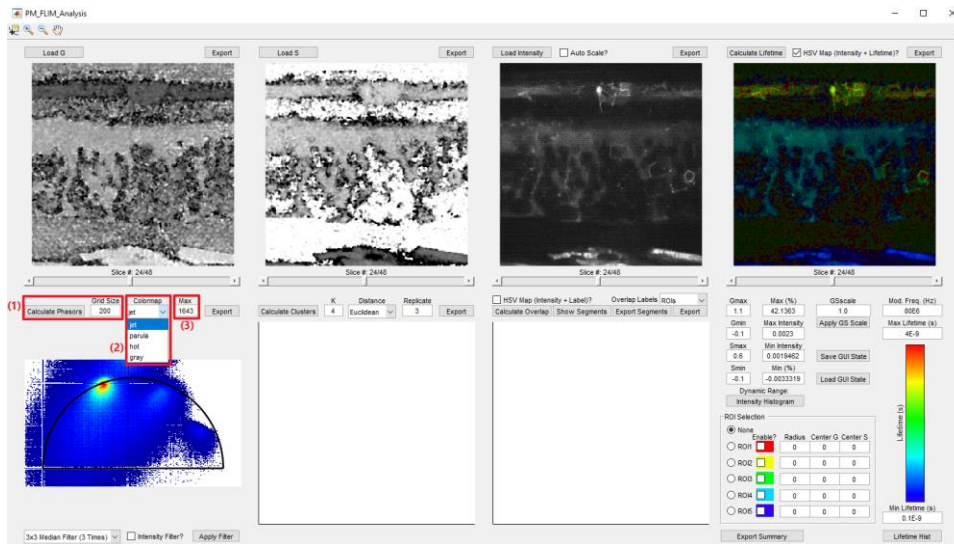 PM_FLIM_Analysis
Load G Export Load S Export Load Intensity Auto Scale? Export Calculate Lifetime HSV Map (Intensity + Lifetime)? Export
Slice #: 24/48 Slice #: 24/48 Slice #: 24/48 Slice #: 24/48
Grid Size Colormap Max
(1) Calculate Phasors 200 jet 1643 Export
jet
parula
hot
gray
(2)
(3)
K Distance Replicate
Calculate Clusters 4 Euclidean 3 Export
HSV Map (Intensity + Label)? Overlap Labels ROIs
Calculate Overlap Show Segments Export Segments Export
Gmax Max (%) GSscale Mod. Freq. (Hz)
1.1 42.1363 1.0 80E6
Gmin Max Intensity Apply GS Scale Max Lifetime (s)
-0.1 0.0023 4E-9
Smax Min Intensity
0.6 0.0019462 Save GUI State
Smin Min (%)
-0.1 -0.0033319 Load GUI State
Dynamic Range:
Intensity Histogram
Lifetime (s)
ROI Selection
None
Enable? Radius Center G Center S
ROI1 0 0 0
ROI2 0 0 0
ROI3 0 0 0
ROI4 0 0 0
ROI5 0 0 0
Min Lifetime (s)
0.1E-9
3x3 Median Filter (3 Times) Intensity Filter? Apply Filter
Export Summary Lifetime Hist